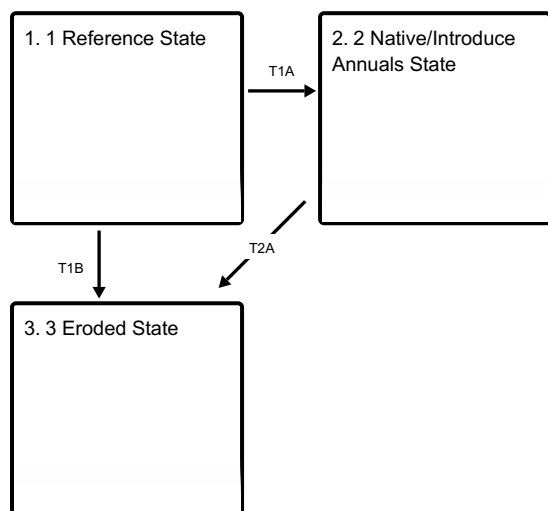 1. 1 Reference State
T1A
2. 2 Native/Introduce
Annuals State
T1B
T2A
3. 3 Eroded State